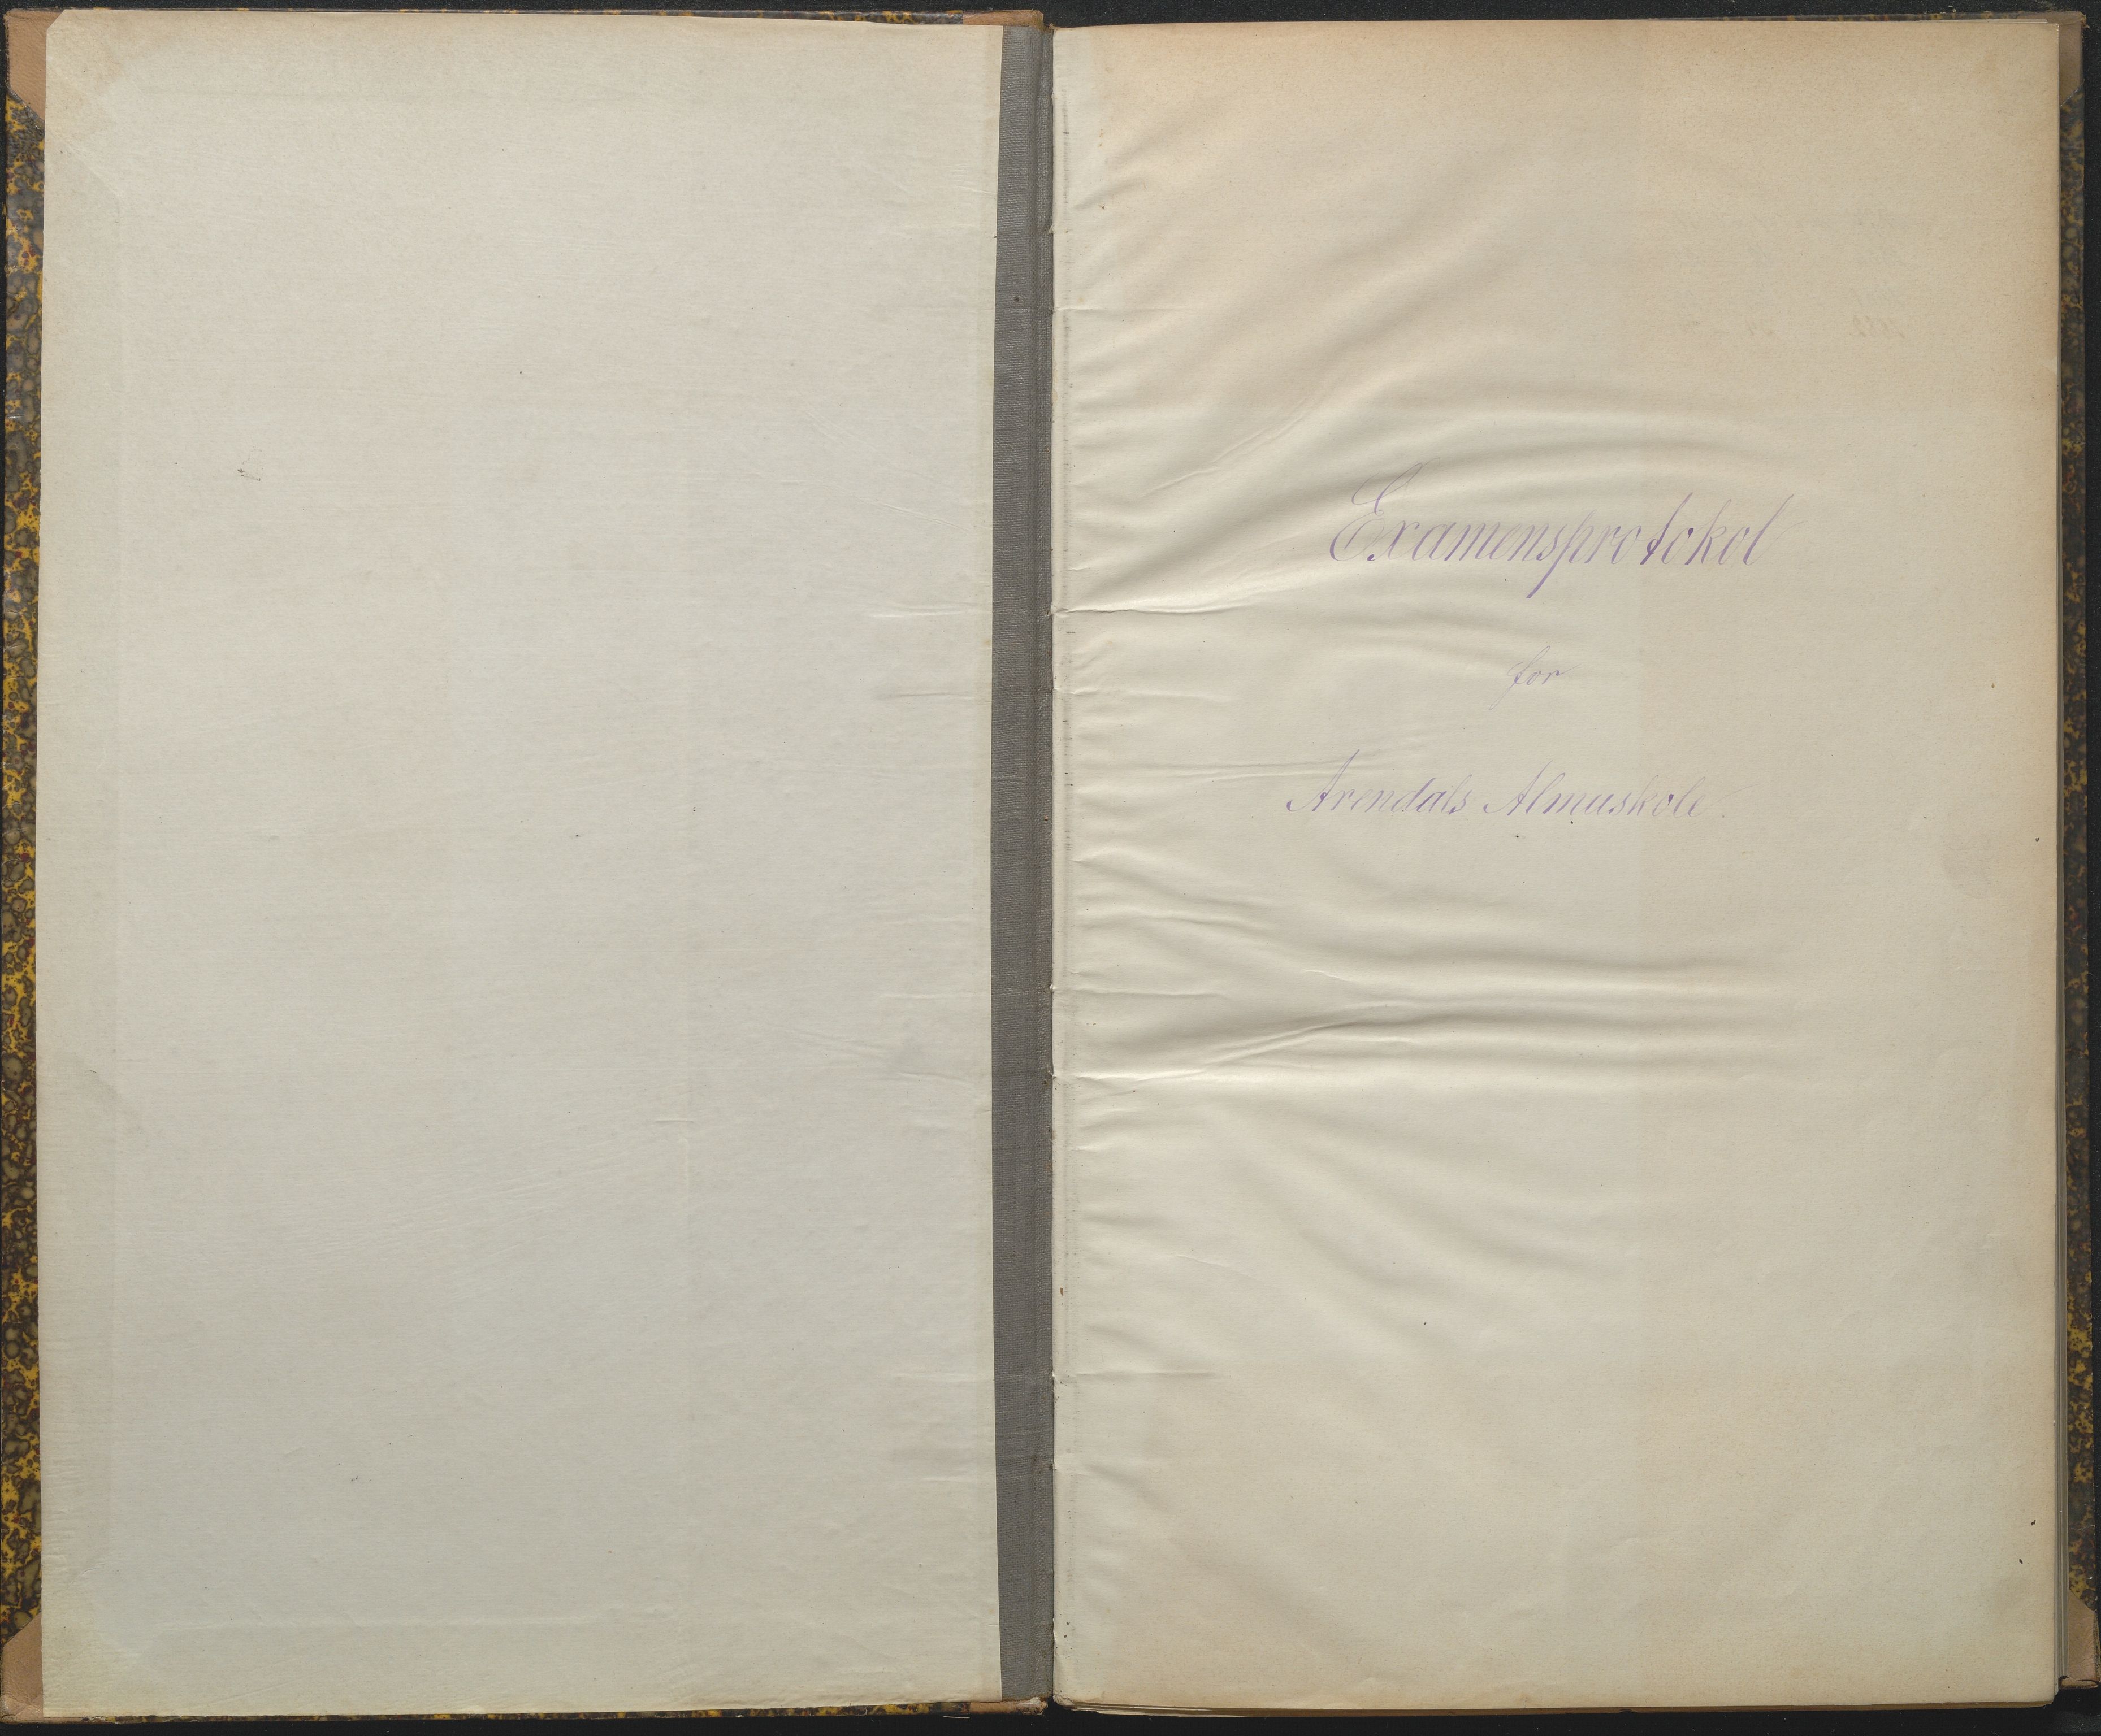 Examensprotokol
for
Arendals Almuskole.